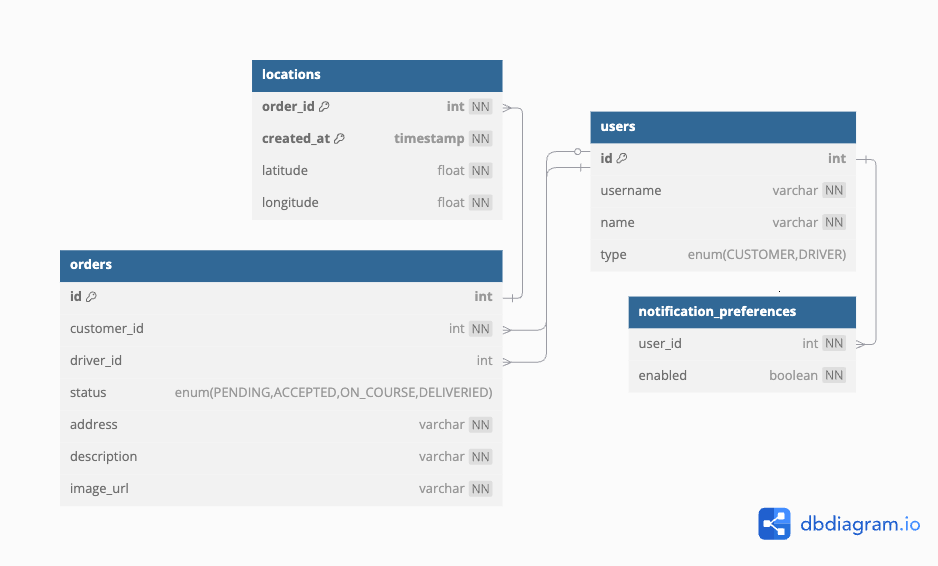 locations
order_id int NN
created_at timestamp NN
latitude float NN
longitude float NN
orders
id int
customer_id int NN
driver_id int
status enum(PENDING,ACCEPTED,ON_COURSE,DELIVERIED)
address varchar NN
description varchar NN
image_url varchar NN
users
id int
username varchar NN
name varchar NN
type enum(CUSTOMER,DRIVER)
notification_preferences
user_id int NN
enabled boolean NN
dbdiagram.io